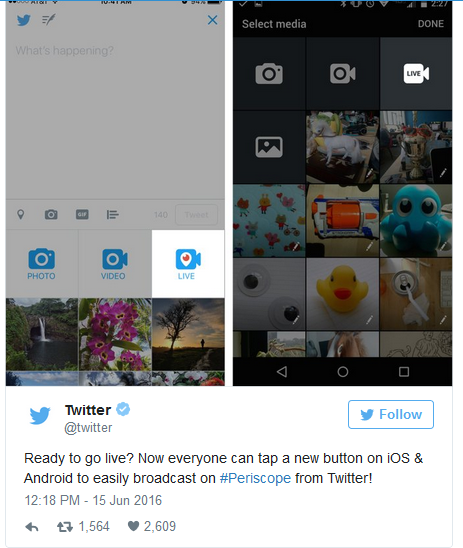 AT&T 10:41 AM 94%
What's happening?
GIF 140 Tweet
PHOTO VIDEO LIVE
2:27
Select media DONE
LIVE
Twitter
@twitter
Follow
Ready to go live? Now everyone can tap a new button on iOS &
Android to easily broadcast on #Periscope from Twitter!
12:18 PM - 15 Jun 2016
1,564 2,609